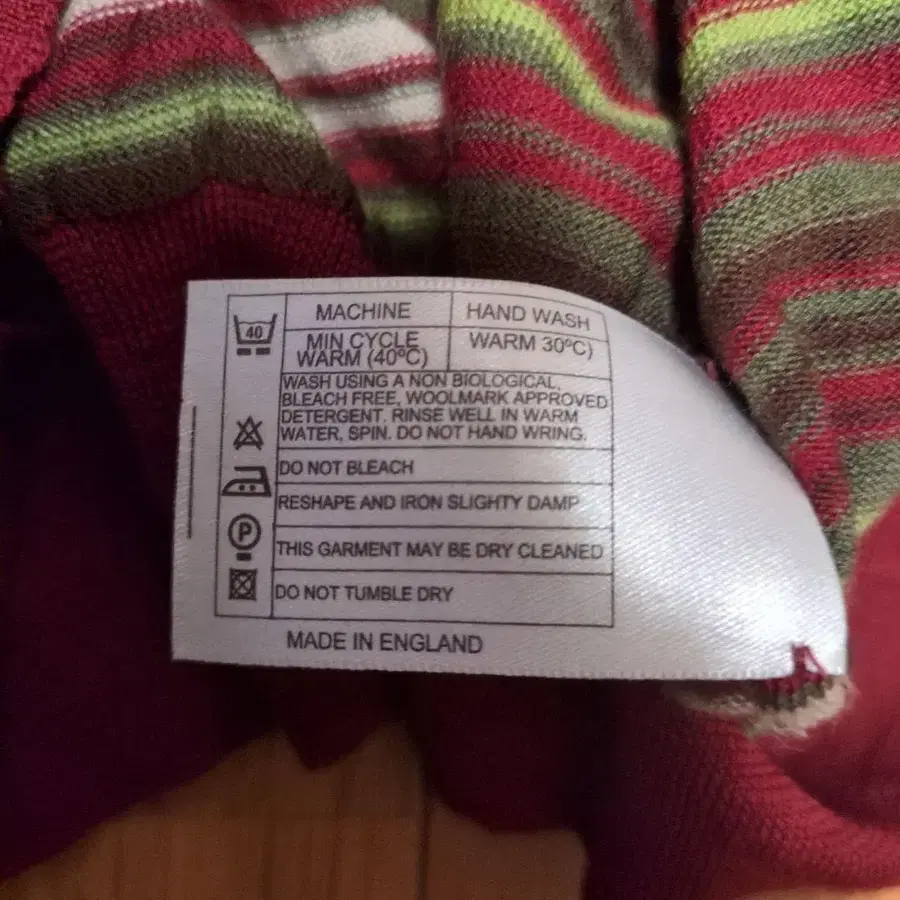 40
MACHINE
HAND WASH
MIN CYCLE
WARM (40ºC)
WARM 30ºC)
WASH USING A NON BIOLOGICAL,
BLEACH FREE, WOOLMARK APPROVED
DETERGENT. RINSE WELL IN WARM
WATER, SPIN. DO NOT HAND WRING.
DO NOT BLEACH
RESHAPE AND IRON SLIGHTY DAMP
P
THIS GARMENT MAY BE DRY CLEANED
DO NOT TUMBLE DRY
MADE IN ENGLAND